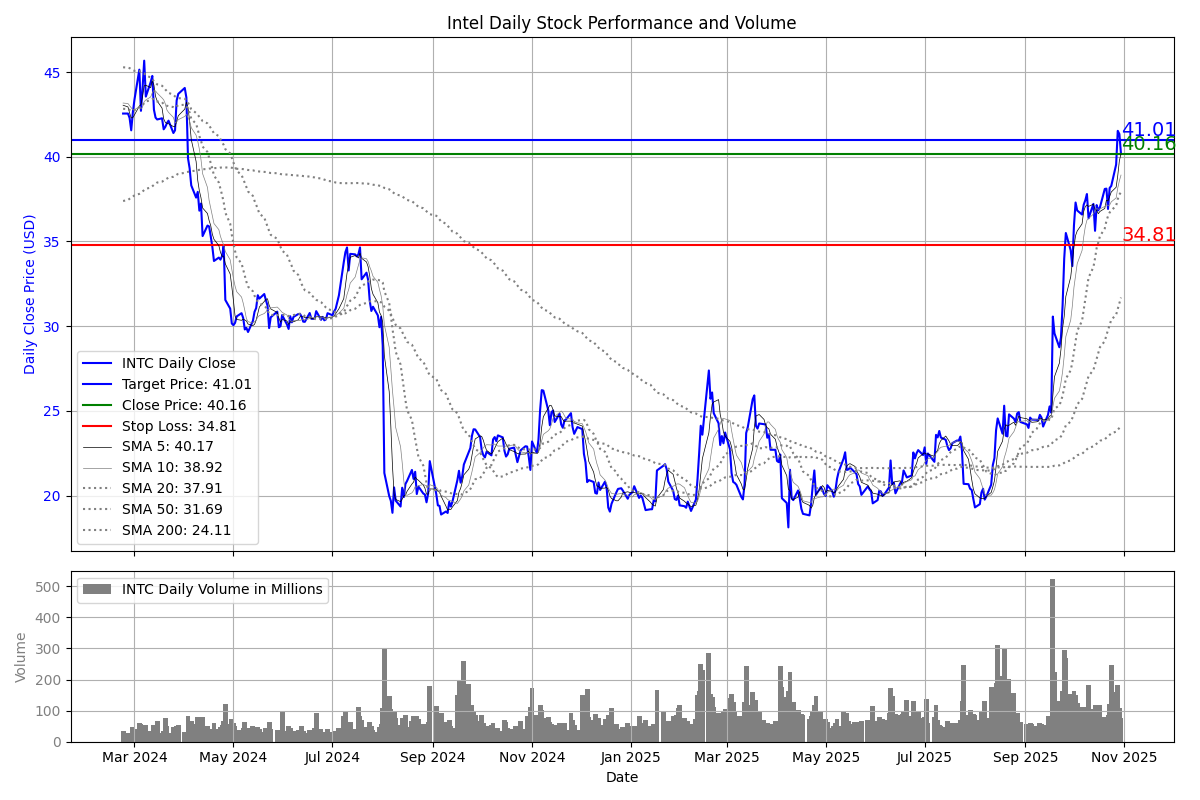 Intel Daily Stock Performance and Volume
Daily Close Price (USD)
45
40
35
30
25
20
41.01
40.16
34.81
INTC Daily Close
Target Price: 41.01
Close Price: 40.16
Stop Loss: 34.81
SMA 5: 40.17
SMA 10: 38.92
SMA 20: 37.91
SMA 50: 31.69
SMA 200: 24.11
Volume
500
400
300
200
100
0
INTC Daily Volume in Millions
Mar 2024 May 2024 Jul 2024 Sep 2024 Nov 2024 Jan 2025 Mar 2025 May 2025 Jul 2025 Sep 2025 Nov 2025
Date